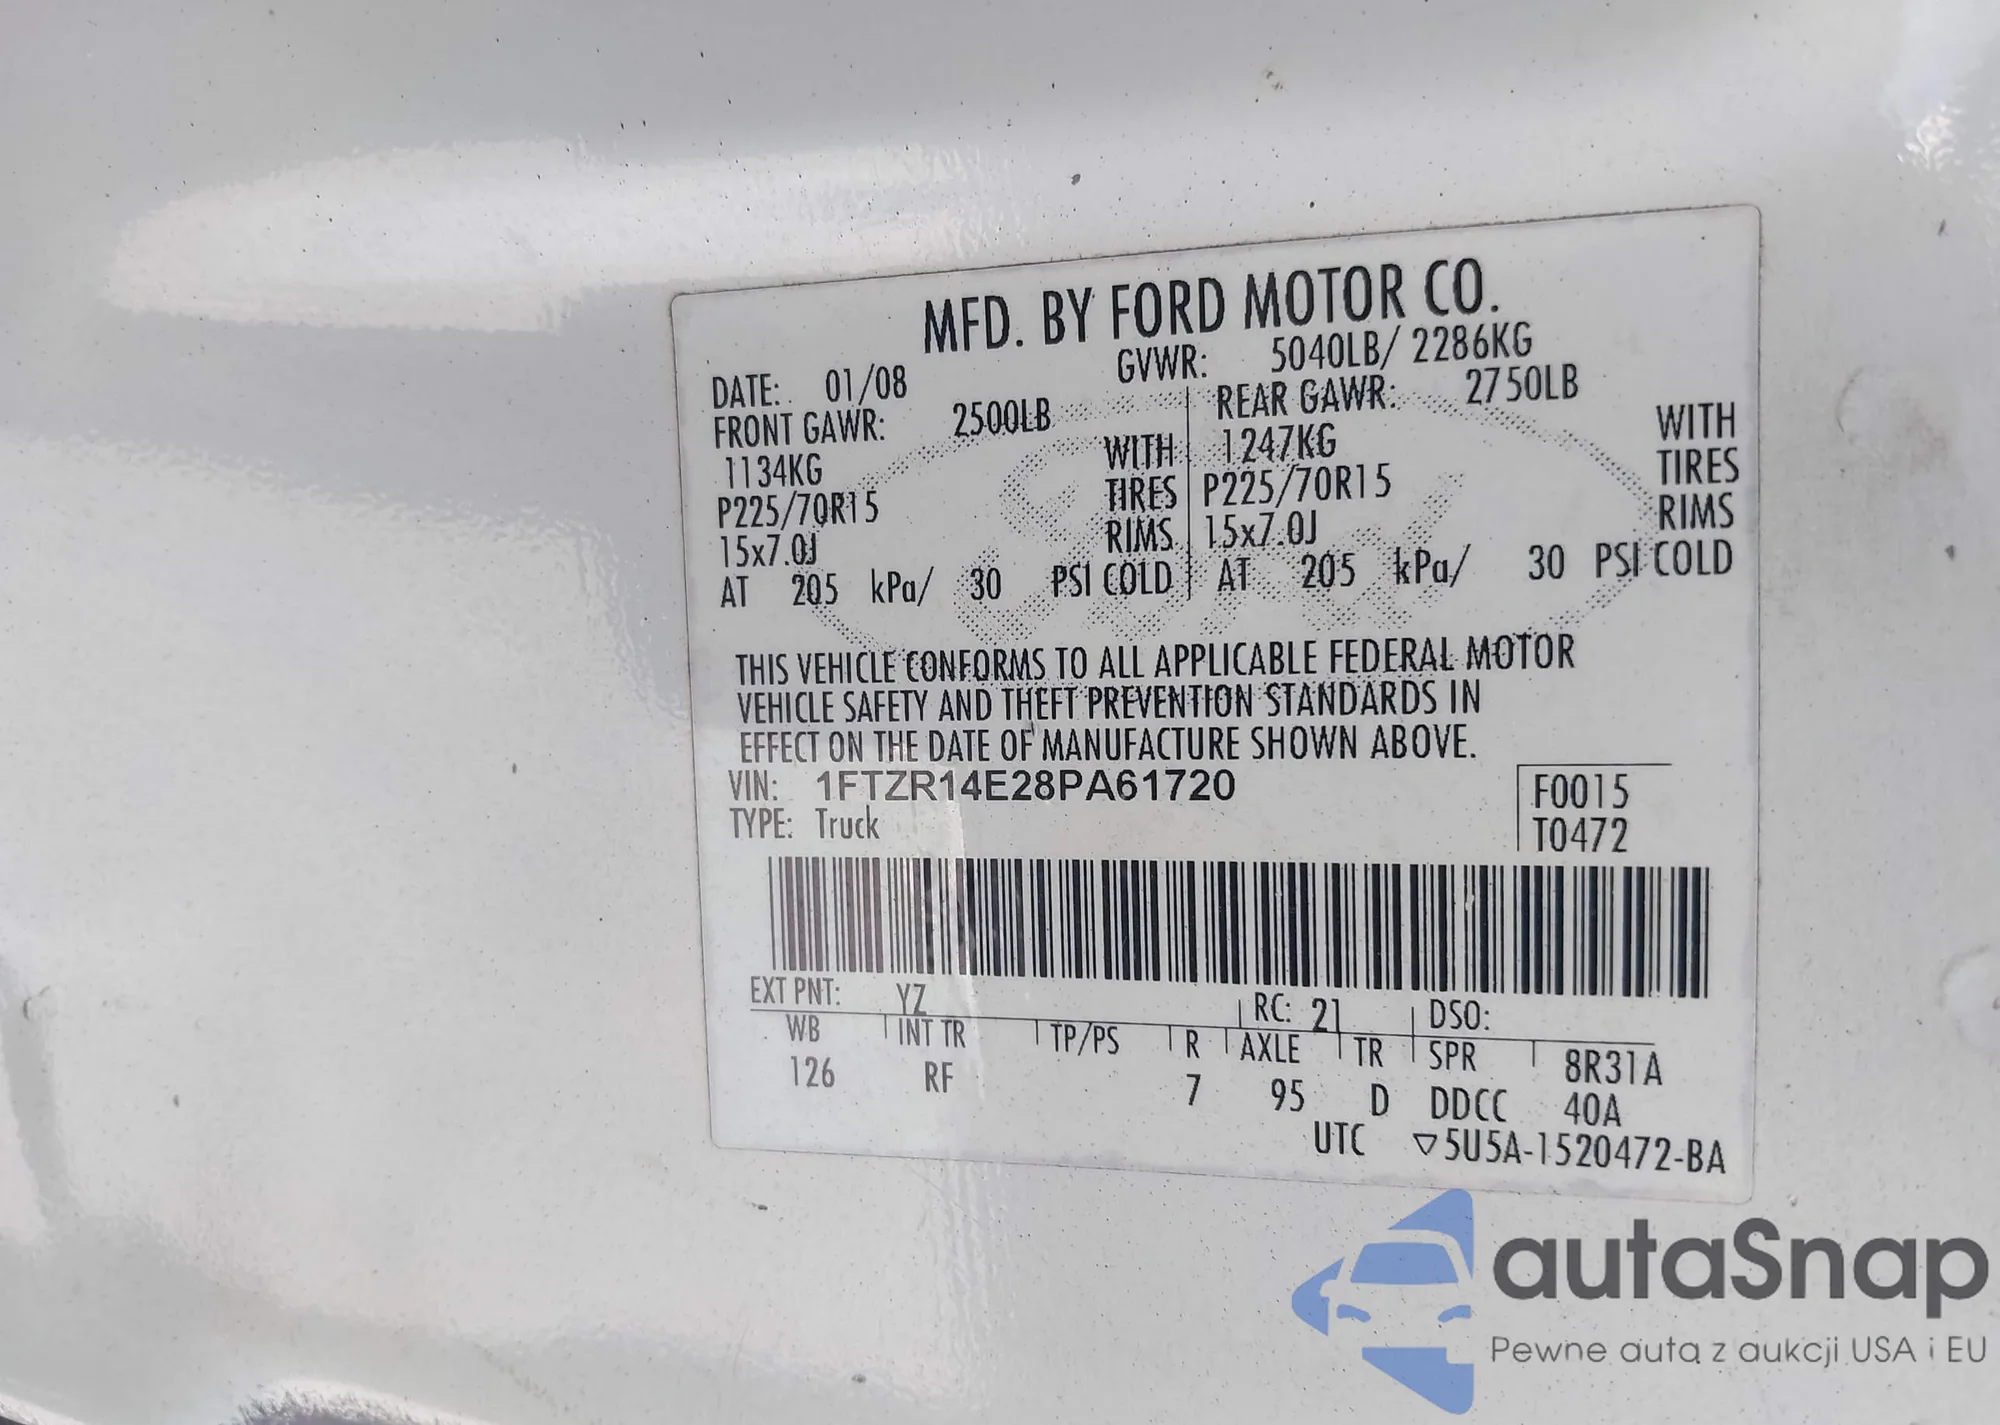 MFD. BY FORD MOTOR CO.
DATE: 01/08 GVWR: 5040LB/ 2286KG
FRONT GAWR: 2500LB REAR GAWR: 2750LB
1134KG WITH 1247KG WITH
P225/70R15 TIRES P225/70R15 TIRES
15x7.0J RIMS 15x7.0J RIMS
AT 205 kPa/ 30 PSI COLD AT 205 kPa/ 30 PSI COLD
THIS VEHICLE CONFORMS TO ALL APPLICABLE FEDERAL MOTOR
VEHICLE SAFETY AND THEFT PREVENTION STANDARDS IN
EFFECT ON THE DATE OF MANUFACTURE SHOWN ABOVE.
VIN: 1FTZR14E28PA61720 F0015
TYPE: Truck T0472
EXT PNT: YZ RC: 21 DSO:
WB INT TR TP/PS R AXLE TR SPR 8R31A
126 RF 7 95 D DDCC 40A
UTC ▽5U5A-1520472-BA
autaSnap
Pewne auta z aukcji USA i EU